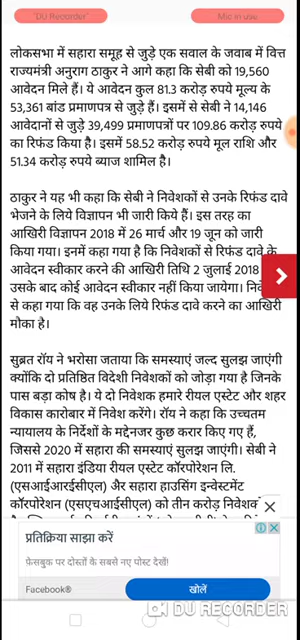 'DU Recorder'
Mic in use
लोकसभा में सहारा समूह से जुड़े एक सवाल के जवाब में वित्त
राज्यमंत्री अनुराग ठाकुर ने आगे कहा कि सेबी को 19,560
आवेदन मिले हैं। ये आवेदन कुल 81.3 करोड़ रुपये मूल्य के
53,361 बांड प्रमाणपत्र से जुड़े हैं। इसमें से सेबी ने 14,146
आवेदनों से जुड़े 39,499 प्रमाणपत्रों पर 109.86 करोड़ रुपये
का रिफंड किया है। इसमें 58.52 करोड़ रुपये मूल राशि और
51.34 करोड़ रुपये ब्याज शामिल है।
ठाकुर ने यह भी कहा कि सेबी ने निवेशकों से उनके रिफंड दावे
भेजने के लिये विज्ञापन भी जारी किये हैं। इस तरह का
आखिरी विज्ञापन 2018 में 26 मार्च और 19 जून को जारी
किया गया। इनमें कहा गया है कि निवेशकों से रिफंड दावे के
आवेदन स्वीकार करने की आखिरी तिथि 2 जुलाई 2018
उसके बाद कोई आवेदन स्वीकार नहीं किया जायेगा।
से कहा गया कि वह उनके लिये रिफंड दावे करने का आखिरी
मौका है।
सुब्रत रॉय ने भरोसा जताया कि समस्याएं जल्द सुलझ जाएंगी
क्योंकि दो प्रतिष्ठित विदेशी निवेशकों को जोड़ा गया है जिनके
पास बड़ा कोष है। ये दो निवेशक हमारे रीयल एस्टेट और शहर
विकास कारोबार में निवेश करेंगे। रॉय ने कहा कि उच्चतम
न्यायालय के निर्देशों के मद्देनजर कुछ करार किए गए हैं,
जिससे 2020 में सहारा की समस्याएं सुलझ जाएंगी। सेबी ने
2011 में सहारा इंडिया रीयल एस्टेट कॉरपोरेशन लि.
(एसआईआरईसीएल) और सहारा हाउसिंग इन्वेस्टमेंट
कॉरपोरेशन (एसएचआईसीएल) को तीन करोड़
प्रतिक्रिया साझा करें
फेसबुक पर दोस्तों के सबसे नए पोस्ट देखें!
Facebook®
खोलें
DU RECORDER